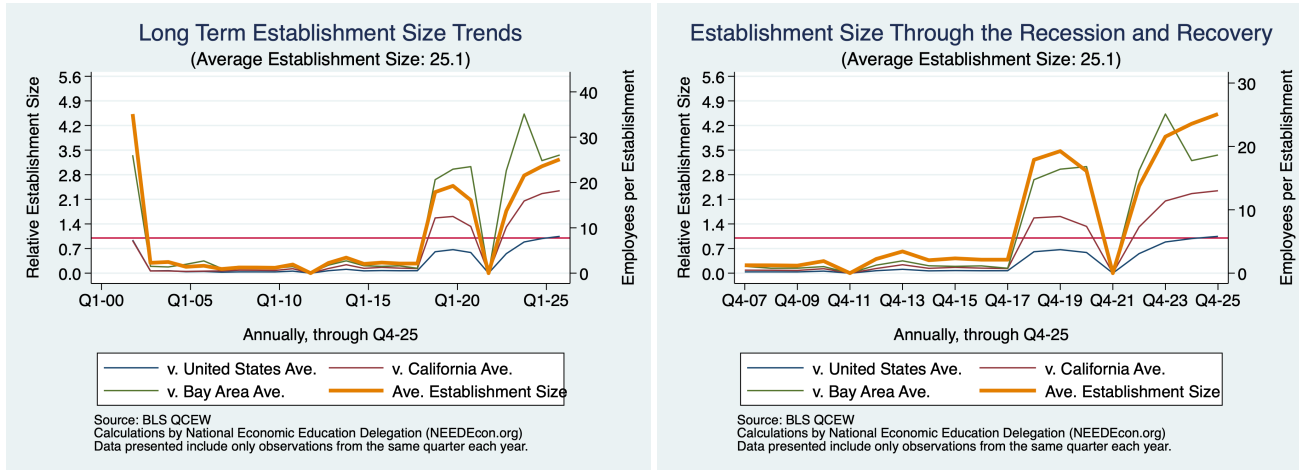 Long Term Establishment Size Trends
(Average Establishment Size: 25.1)
Relative Establishment Size
5.6
4.9
4.2
3.5
2.8
2.1
1.4
0.7
0.0
40
30
20
10
0
Employees per Establishment
Q1-00 Q1-05 Q1-10 Q1-15 Q1-20 Q1-25
Annually, through Q4-25
v. United States Ave. v. California Ave.
v. Bay Area Ave. Ave. Establishment Size
Source: BLS QCEW
Calculations by National Economic Education Delegation (NEEDEcon.org)
Data presented include only observations from the same quarter each year.
Establishment Size Through the Recession and Recovery
(Average Establishment Size: 25.1)
Relative Establishment Size
5.6
4.9
4.2
3.5
2.8
2.1
1.4
0.7
0.0
30
20
10
0
Employees per Establishment
Q4-07 Q4-09 Q4-11 Q4-13 Q4-15 Q4-17 Q4-19 Q4-21 Q4-23 Q4-25
Annually, through Q4-25
v. United States Ave. v. California Ave.
v. Bay Area Ave. Ave. Establishment Size
Source: BLS QCEW
Calculations by National Economic Education Delegation (NEEDEcon.org)
Data presented include only observations from the same quarter each year.